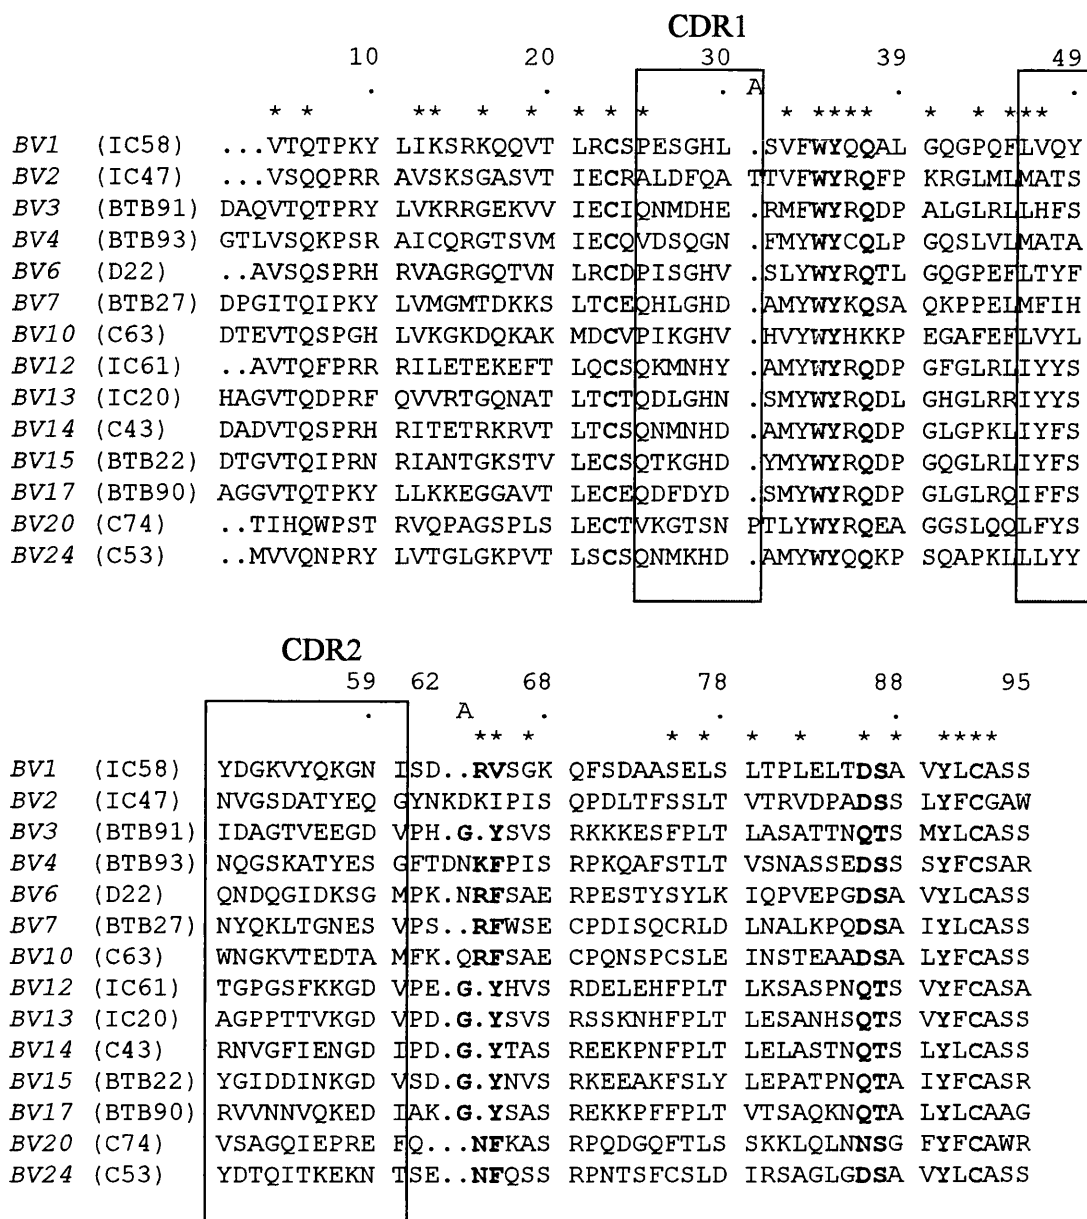 CDR1
10 20 30 39 49
. . . A . .
* * ** * * * * * * **** * * ***
BV1 (IC58) ...VTQTPKY LIKSRKQQVT LRCSPESGHL .SVFWYQQAL GQGPQFLVQY
BV2 (IC47) ...VSQQPRR AVSKSGASVT IECRALDFQA TTVFWYRQFP KRGLMLMATS
BV3 (BTB91) DAQVTQTPRY LVKRRGEKVV IECIQNMDHE .RMFWYRQDP ALGLRLLHFS
BV4 (BTB93) GTLVSQKPSR AICQRGTSVM IECQVDSQGN .FMYWYCQLP GQSLVLMATA
BV6 (D22) ..AVSQSPRH RVAGRGQTVN LRCDPISGHV .SLYWYRQTL GQGPEFLTYF
BV7 (BTB27) DPGITQIPKY LVMGMTDKKS LTCEQHLGHD .AMYWYKQSA QKPPELMFIH
BV10 (C63) DTEVTQSPGH LVKGKDQKAK MDCVPIKGHV .HVYWYHKKP EGAFEFLVYL
BV12 (IC61) ..AVTQFPRR RILETEKEFT LQCSQKMNHY .AMYWYRQDP GFGLRLIYYS
BV13 (IC20) HAGVTQDPRF QVVRTGQNAT LTCTQDLGHN .SMYWYRQDL GHGLRRIYYS
BV14 (C43) DADVTQSPRH RITETRKRVT LTCSQNMNHD .AMYWYRQDP GLGPKLIYFS
BV15 (BTB22) DTGVTQIPRN RIANTGKSTV LECSQTKGHD .YMYWYRQDP GQGLRLIYFS
BV17 (BTB90) AGGVTQTPKY LLKKEGGAVT LECEQDFDYD .SMYWYRQDP GLGLRQIFFS
BV20 (C74) ..TIHQWPST RVQPAGSPLS LECTVKGTSN PTLYWYRQEA GGSLQQLFYS
BV24 (C53) ..MVVQNPRY LVTGLGKPVT LSCSQNMKHD .AMYWYQQKP SQAPKLLLYY
CDR2
59 62 68 78 88 95
. A . . .
** * * * * * * * ****
BV1 (IC58) YDGKVYQKGN ISD..RVSGK QFSDAASELS LTPLELTDSA VYLCASS
BV2 (IC47) NVGSDATYEQ GYNKDKIPIS QPDLTFSSLT VTRVDPADSS LYFCGAW
BV3 (BTB91) IDAGTVEEGD VPH.G.YSVS RKKKESFPLT LASATTNQTS MYLCASS
BV4 (BTB93) NQGSKATYES GFTDNKFPIS RPKQAFSTLT VSNASSEDSS SYFCSAR
BV6 (D22) QNDQGIDKSG MPK.NRFSAE RPESTYSYLK IQPVEPGDSA VYLCASS
BV7 (BTB27) NYQKLTGNES VPS..RFWSE CPDISQCRLD LNALKPQDSA IYLCASS
BV10 (C63) WNGKVTEDTA MFK.QRFSAE CPQNSPCSLE INSTEAADSA LYLCASS
BV12 (IC61) TGPGSFKKGD VPE.G.YHVS RDELEHFPLT LKSASPNQTS VYFCASA
BV13 (IC20) AGPPTTVKGD VPD.G.YSVS RSSKNHFPLT LESANHSQTS VYFCASS
BV14 (C43) RNVGFIENGD IPD.G.YTAS REEKPNFPLT LELASTNQTS LYLCASS
BV15 (BTB22) YGIDDINKGD VSD.G.YNVS RKEEAKFSLY LEPATPNQTA IYFCASR
BV17 (BTB90) RVVNNVQKED IAK.G.YSAS REKKPFFPLT VTSAQKNQTA LYLCAAG
BV20 (C74) VSAGQIEPRE FQ...NFKAS RPQDGQFTLS SKKLQLNNSG FYFCAWR
BV24 (C53) YDTQITKEKN TSE..NFQSS RPNTSFCSLD IRSAGLGDSA VYLCASS